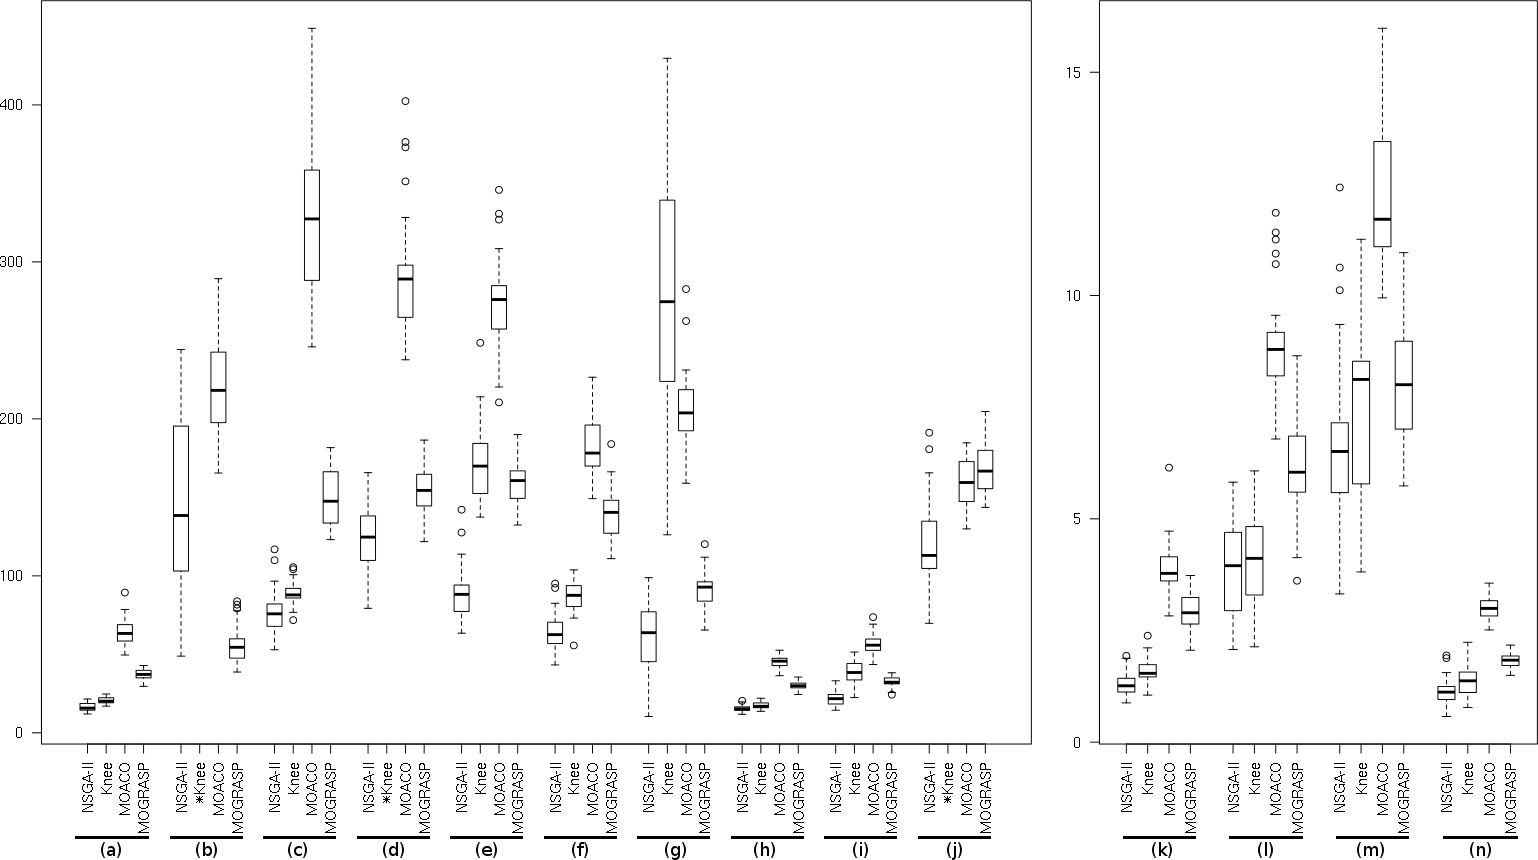 400
300
200
100
0
NSGA-II Knee MOACO MOGRASP
NSGA-II *Knee MOACO MOGRASP
NSGA-II Knee MOACO MOGRASP
NSGA-II *Knee MOACO MOGRASP
NSGA-II Knee MOACO MOGRASP
NSGA-II Knee MOACO MOGRASP
NSGA-II Knee MOACO MOGRASP
NSGA-II Knee MOACO MOGRASP
NSGA-II Knee MOACO MOGRASP
NSGA-II *Knee MOACO MOGRASP
(a) (b) (c) (d) (e) (f) (g) (h) (i) (j)
15
10
5
0
NSGA-II Knee MOACO MOGRASP
NSGA-II Knee MOACO MOGRASP
NSGA-II Knee MOACO MOGRASP
NSGA-II Knee MOACO MOGRASP
(k) (l) (m) (n)